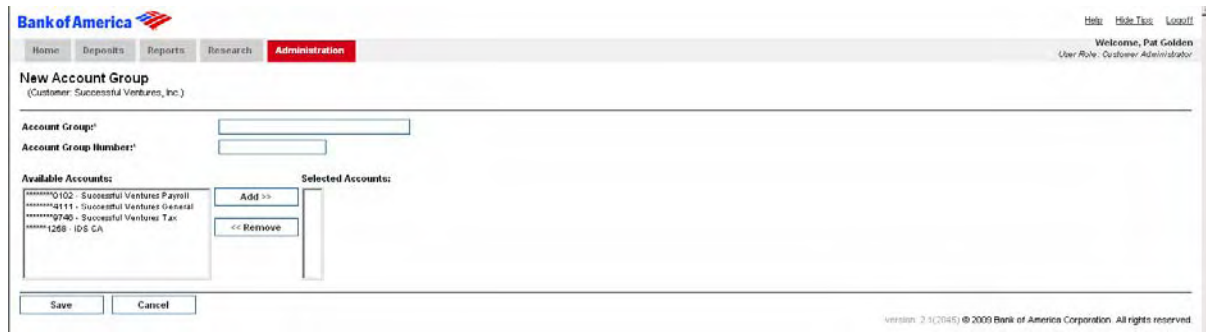 Bank of America
Help Hide Tips Logoff
Home Deposits Reports Research Administration
Welcome, Pat Golden
User Role: Customer Administrator
New Account Group
(Customer: Successful Ventures, Inc.)
Account Group:*
Account Group Number:*
Available Accounts:
Selected Accounts:
********0102 - Successful Ventures Payroll
********4111 - Successful Ventures General
********9746 - Successful Ventures Tax
******1268 - IDS CA
Add >>
<< Remove
Save Cancel
version: 2.1(2045) © 2009 Bank of America Corporation. All rights reserved.